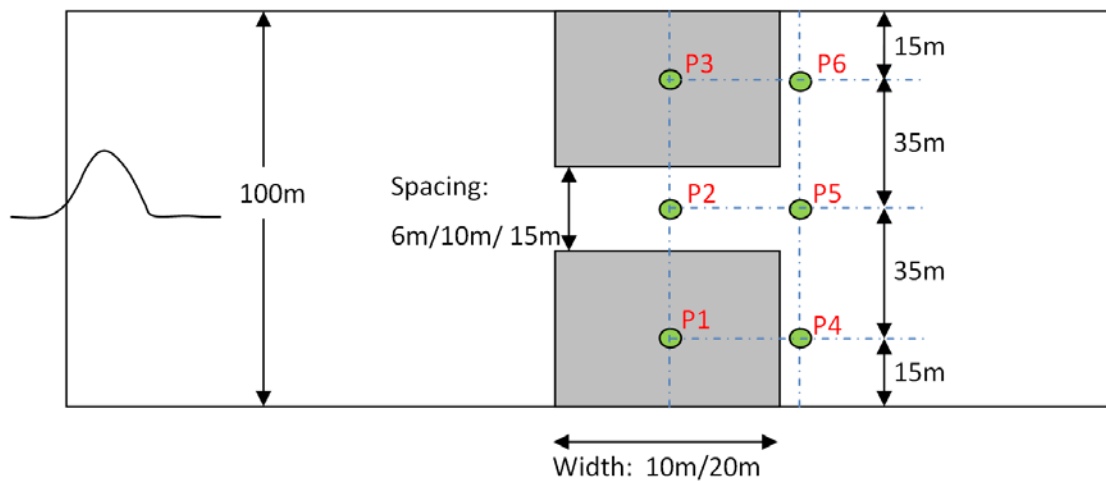 15m
P3
P6
35m
100m
Spacing:
P2
P5
6m/10m/ 15m
35m
P1
P4
15m
Width:  10m/20m